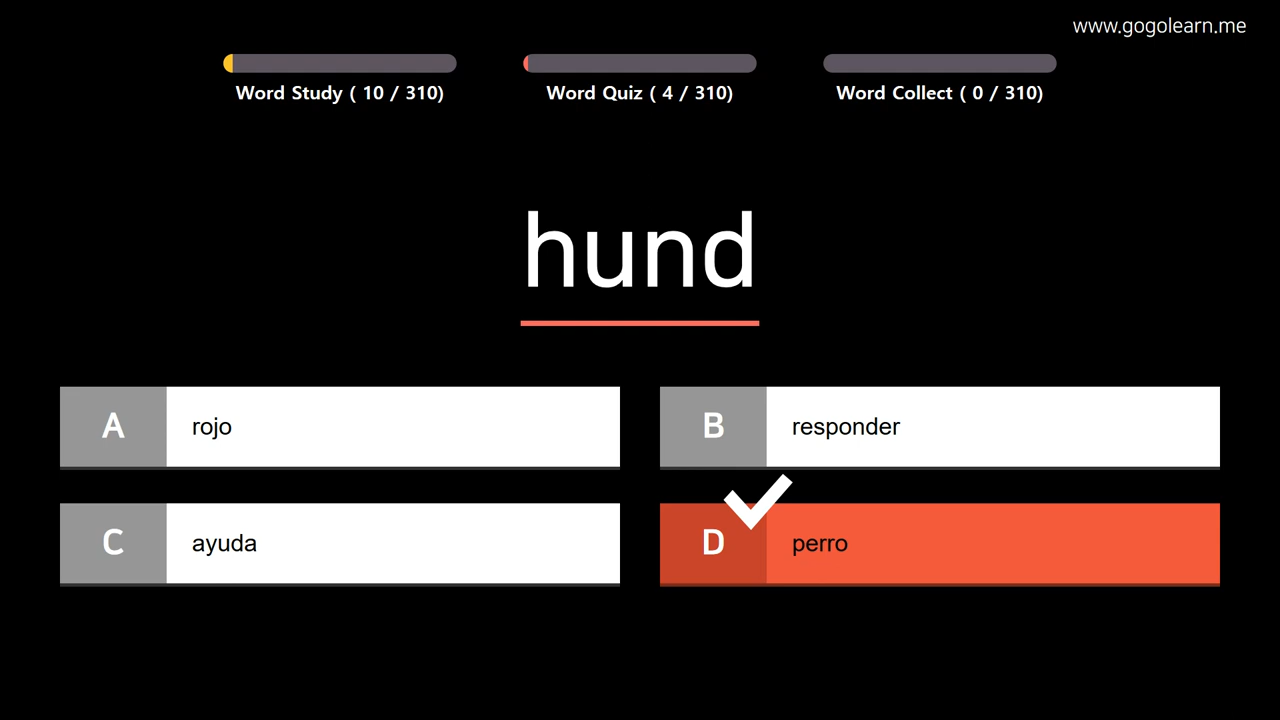 www.gogolearn.me
Word Study ( 10 / 310)
Word Quiz ( 4 / 310)
Word Collect ( 0 / 310)
hund
A rojo
B responder
C ayuda
D perro